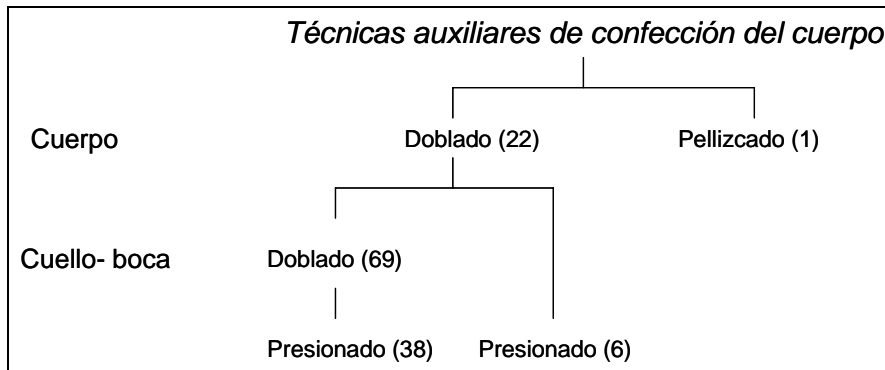 Técnicas auxiliares de confección del cuerpo
Cuerpo Doblado (22) Pellizcado (1)
Cuello- boca Doblado (69)
Presionado (38) Presionado (6)